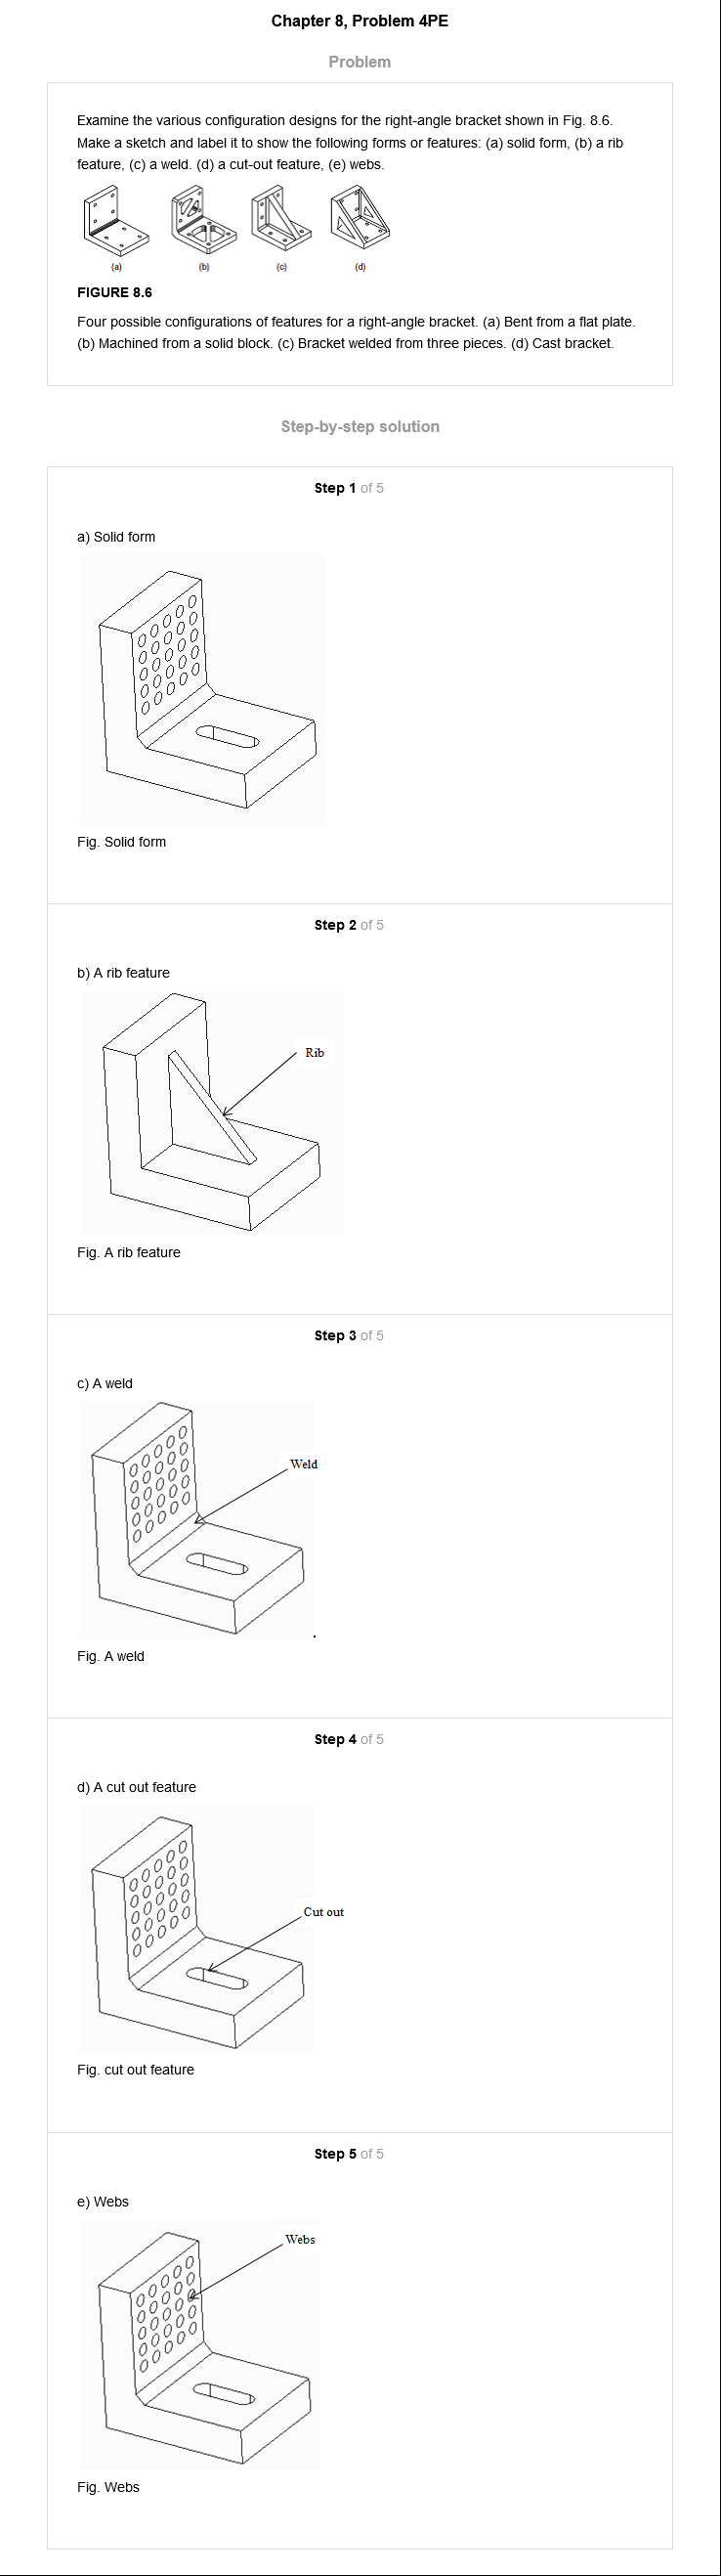 Chapter 8, Problem 4PE
Problem
Examine the various configuration designs for the right-angle bracket shown in Fig. 8.6.
Make a sketch and label it to show the following forms or features: (a) solid form, (b) a rib
feature, (c) a weld. (d) a cut-out feature, (e) webs.
(a) (b) (c) (d)
FIGURE 8.6
Four possible configurations of features for a right-angle bracket. (a) Bent from a flat plate.
(b) Machined from a solid block. (c) Bracket welded from three pieces. (d) Cast bracket.
Step-by-step solution
Step 1 of 5
a) Solid form
Fig. Solid form
Step 2 of 5
b) A rib feature
Rib
Fig. A rib feature
Step 3 of 5
c) A weld
Weld
.
Fig. A weld
Step 4 of 5
d) A cut out feature
Cut out
Fig. cut out feature
Step 5 of 5
e) Webs
Webs
Fig. Webs